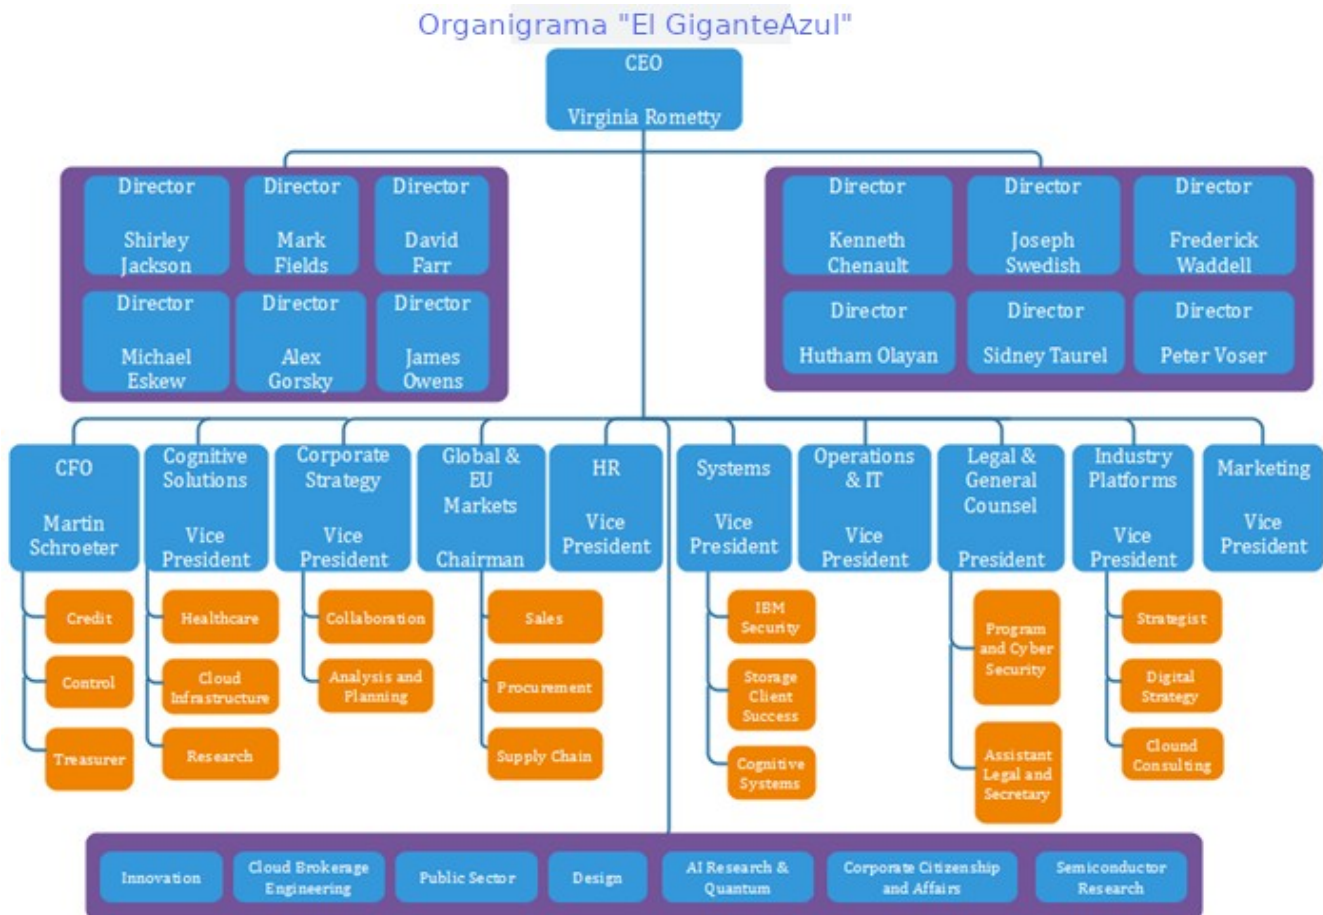 Organigrama "El GiganteAzul"
CEO
Virginia Rometty
Director
Shirley
Jackson
Director
Mark
Fields
Director
David
Farr
Director
Michael
Eskew
Director
Alex
Gorsky
Director
James
Owens
Director
Kenneth
Chenault
Director
Joseph
Swedish
Director
Frederick
Waddell
Director
Hutham Olayan
Director
Sidney Taurel
Director
Peter Voser
CFO
Martin
Schroeter
Cognitive
Solutions
Vice
President
Corporate
Strategy
Vice
President
Global &
EU
Markets
Chairman
HR
Vice
President
Systems
Vice
President
Operations
& IT
Vice
President
Legal &
General
Counsel
President
Industry
Platforms
Vice
President
Marketing
Vice
President
Credit
Control
Treasurer
Healthcare
Cloud
Infrastructure
Research
Collaboration
Analysis and
Planning
Sales
Procurement
Supply Chain
IBM
Security
Storage
Client
Success
Cognitive
Systems
Program
and Cyber
Security
Assistant
Legal and
Secretary
Strategist
Digital
Strategy
Clound
Consulting
Innovation
Cloud Brokerage
Engineering
Public Sector
Design
AI Research &
Quantum
Corporate Citizenship
and Affairs
Semiconductor
Research